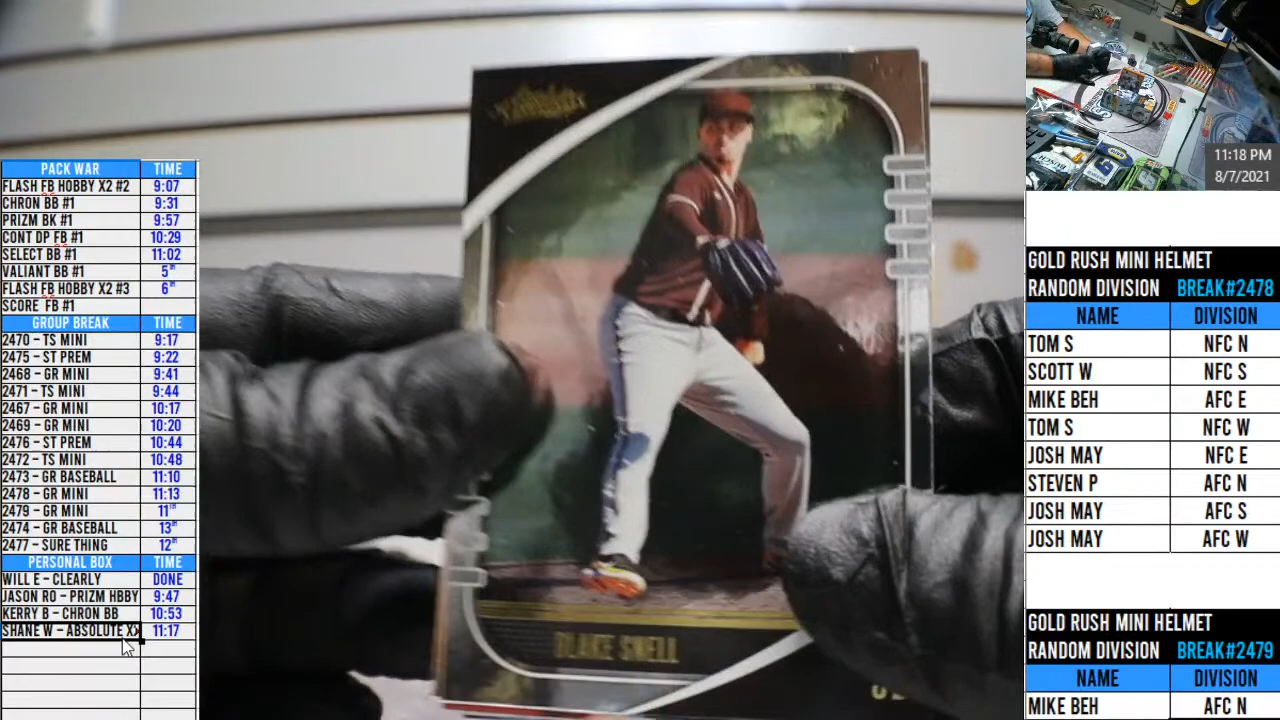 PACK WAR TIME
FLASH FB HOBBY X2 #2 9:07
CHRON BB #1 9:31
PRIZM BK #1 9:57
CONT DP FB #1 10:29
SELECT BB #1 11:02
VALIANT BB #1 5TH
FLASH FB HOBBY X2 #3 6TH
SCORE FB #1
GROUP BREAK TIME
2470 – TS MINI 9:17
2475 – ST PREM 9:22
2468 – GR MINI 9:41
2471 – TS MINI 9:44
2467 – GR MINI 10:17
2469 – GR MINI 10:20
2476 – ST PREM 10:44
2472 – TS MINI 10:48
2473 – GR BASEBALL 11:10
2478 – GR MINI 11:13
2479 – GR MINI 11TH
2474 – GR BASEBALL 13TH
2477 – SURE THING 12TH
PERSONAL BOX TIME
WILL E – CLEARLY DONE
JASON RO – PRIZM HBBY 9:47
KERRY B – CHRON BB 10:53
SHANE W – ABSOLUTE XX 11:17
Absolute
BLAKE SNELL
11:18 PM
8/7/2021
GOLD RUSH MINI HELMET
RANDOM DIVISION BREAK#2478
NAME DIVISION
TOM S NFC N
SCOTT W NFC S
MIKE BEH AFC E
TOM S NFC W
JOSH MAY NFC E
STEVEN P AFC N
JOSH MAY AFC S
JOSH MAY AFC W
GOLD RUSH MINI HELMET
RANDOM DIVISION BREAK#2479
NAME DIVISION
MIKE BEH AFC N